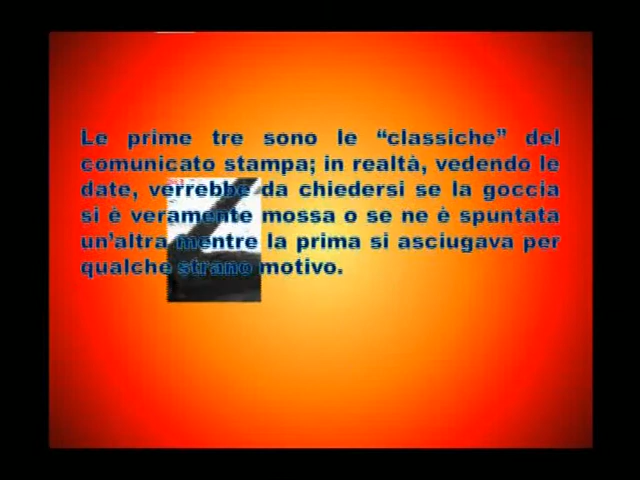 Le prime tre sono le “classiche” del
comunicato stampa; in realtà, vedendo le
date, verrebbe da chiedersi se la goccia
si è veramente mossa o se ne è spuntata
un’altra mentre la prima si asciugava per
qualche strano motivo.